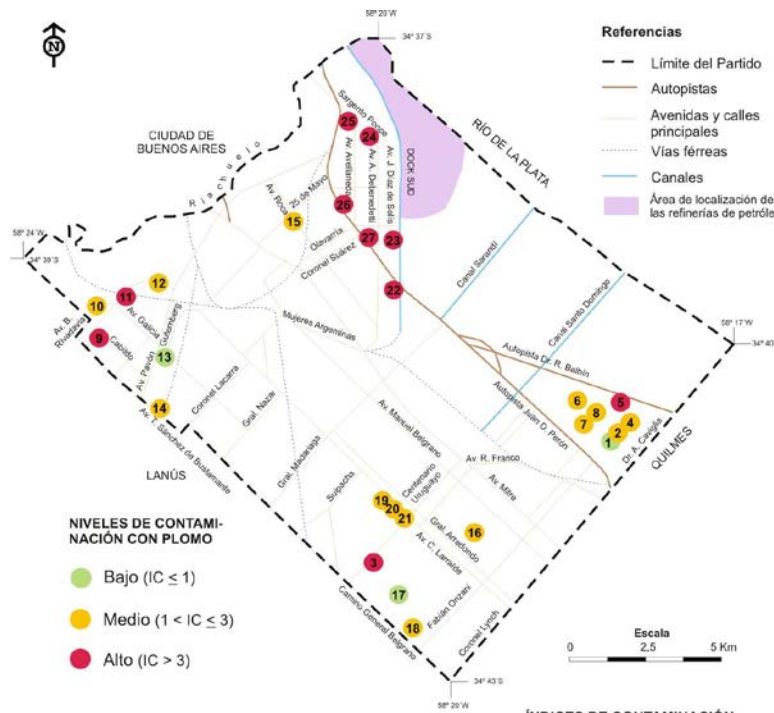 58° 20´W
34° 37´S
N
Referencias
Límite del Partido
Autopistas
Avenidas y calles
principales
Vías férreas
Canales
Área de localización de
las refinerías de petróle
CIUDAD DE
BUENOS AIRES
RÍO DE LA PLATA
Riachuelo
DOCK SUD
Sargento Ponce
25
24
Av. Avellaneda
Av. A. Debenedetti
Av. J. Díaz de Solís
25 de Mayo
Av. Roca
15
26
27
23
22
Olavarría
Coronel Suárez
58° 24´W
34° 39´S
12
11
10
9
13
14
Av. B.
Rivadavia
Av. Galicia
Gutemberg
Cabildo
Av. Pavón
Mujeres Argentinas
Canal Sarandí
Canal Santo Domingo
58° 17´W
34° 40´
Autopista Dr. R. Balbín
Autopista Juan D. Perón
6
5
8
7
4
2
1
Dr. A. Caviglia
QUILMES
Coronel Lacarra
Gral. Nazar
Av. T. Sánchez de Bustamante
LANÚS
Gral. Mazanaga
Av. Manuel Belgrano
Av. R. Franco
Av. Mitre
Suipacha
Centenario
Uruguayo
19
20
21
16
Gral. Arredondo
Av. C. Larralde
3
17
18
Fabián Onzari
Camino General Belgrano
Coronel Lynch
NIVELES DE CONTAMI-
NACIÓN CON PLOMO
Bajo (IC ≤ 1)
Medio (1 < IC ≤ 3)
Alto (IC > 3)
Escala
0 2,5 5 Km
34° 43´S
58° 20´W
ÍNDICES DE CONTAMINACIÓN